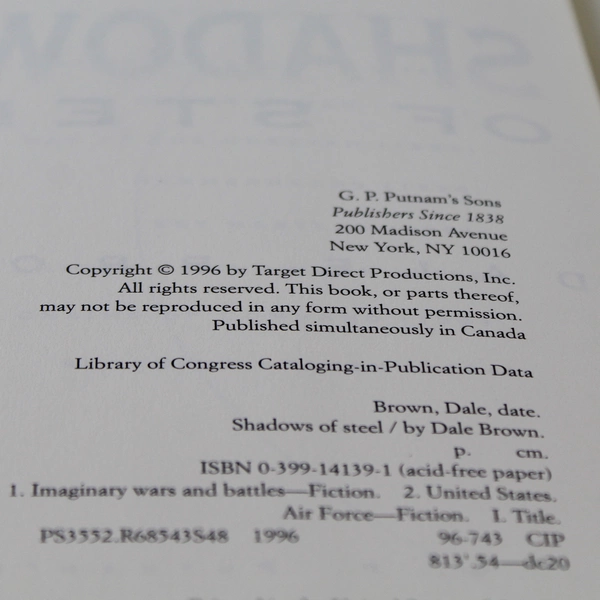 G. P. Putnam's Sons
Publishers Since 1838
200 Madison Avenue
New York, NY 10016
Copyright © 1996 by Target Direct Productions, Inc.
All rights reserved. This book, or parts thereof,
may not be reproduced in any form without permission.
Published simultaneously in Canada
Library of Congress Cataloging-in-Publication Data
Brown, Dale, date.
Shadows of steel / by Dale Brown.
p. cm.
ISBN 0-399-14139-1 (acid-free paper)
1. Imaginary wars and battles—Fiction. 2. United States.
Air Force—Fiction. I. Title.
PS3552.R68543S48 1996 96-743 CIP
813'.54—dc20